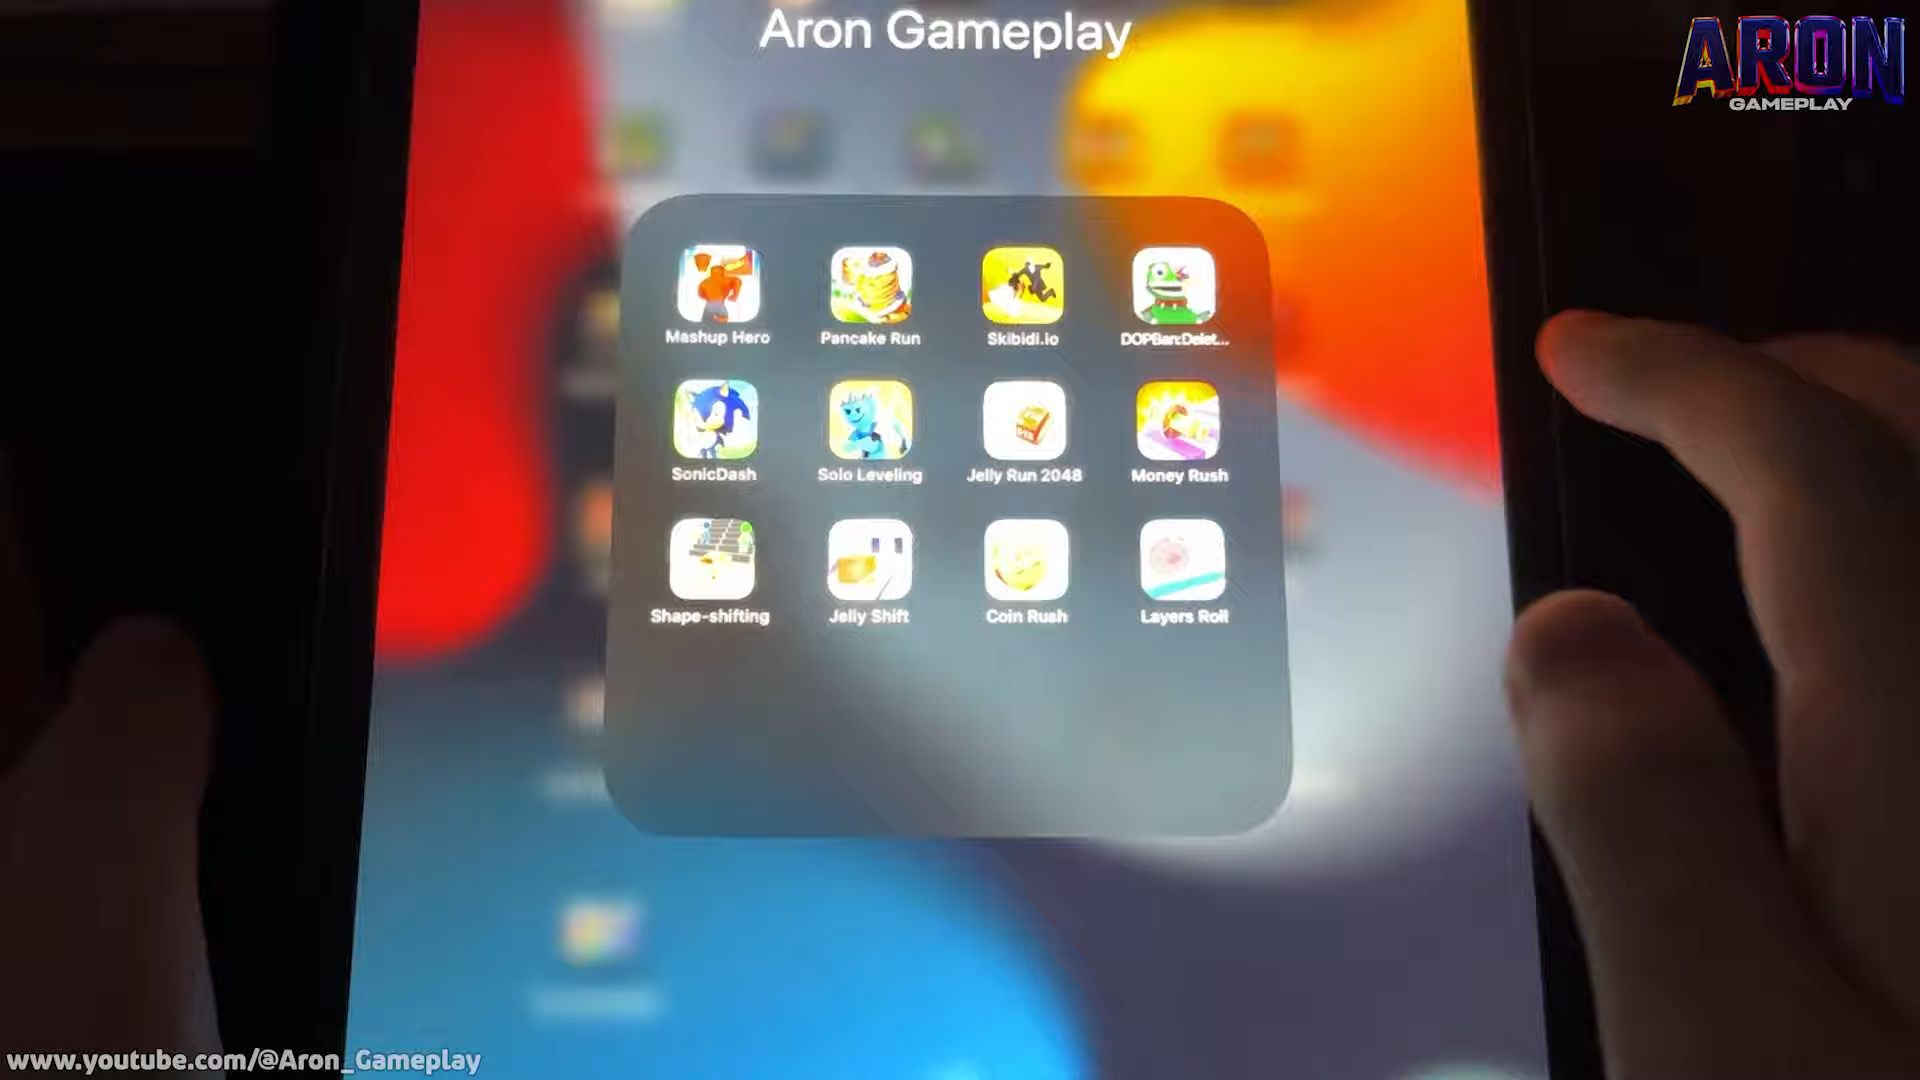 Aron Gameplay
ARON
GAMEPLAY
Mashup Hero
Pancake Run
Skibidi.io
DOPBan:Delet...
SonicDash
Solo Leveling
Jelly Run 2048
Money Rush
Shape-shifting
Jelly Shift
Coin Rush
Layers Roll
www.youtube.com/@Aron_Gameplay